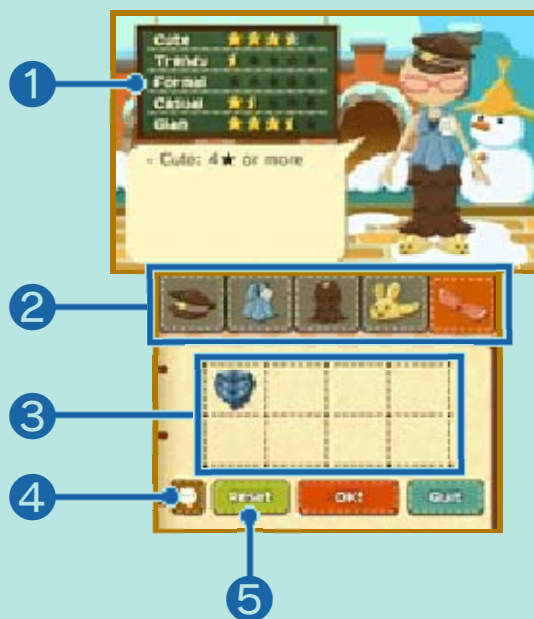 Cute
Trendy
Formal
Casual
Glam
· Cute: 4★ or more
1
2
3
4
5
Reset
OK!
Quit